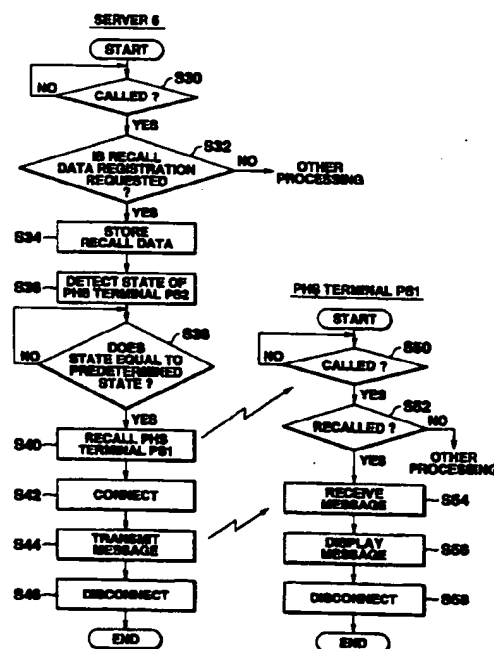 SERVER 6
START
S30
NO
CALLED ?
YES
S32
IS RECALL
DATA REGISTRATION
REQUESTED
?
NO
OTHER
PROCESSING
YES
S34
STORE
RECALL DATA
S36
DETECT STATE OF
PHS TERMINAL PS2
S38
DOES
STATE EQUAL TO
PREDETERMINED
STATE ?
NO
YES
S40
RECALL PHS
TERMINAL PS1
S42
CONNECT
S44
TRANSMIT
MESSAGE
S46
DISCONNECT
END
PHS TERMINAL PS1
START
S50
NO
CALLED ?
YES
S52
RECALLED ?
NO
OTHER
PROCESSING
YES
RECEIVE
MESSAGE
S54
DISPLAY
MESSAGE
S56
DISCONNECT
S58
END